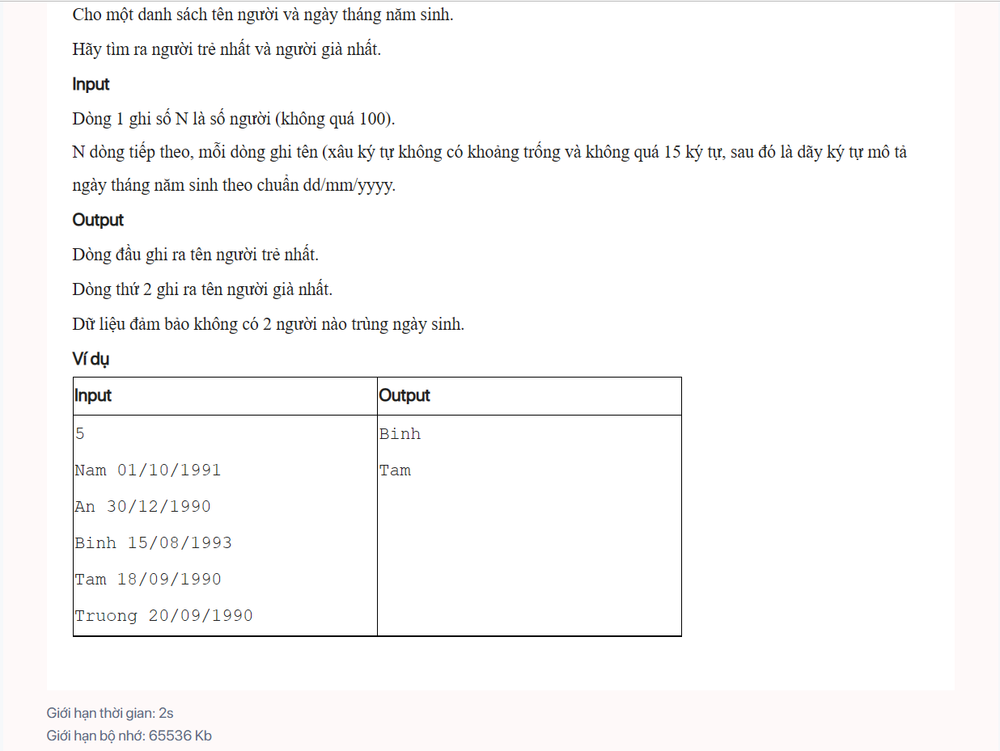 Cho một danh sách tên người và ngày tháng năm sinh.
Hãy tìm ra người trẻ nhất và người già nhất.
Input
Dòng 1 ghi số N là số người (không quá 100).
N dòng tiếp theo, mỗi dòng ghi tên (xâu ký tự không có khoảng trống và không quá 15 ký tự, sau đó là dãy ký tự mô tả
ngày tháng năm sinh theo chuẩn dd/mm/yyyy.
Output
Dòng đầu ghi ra tên người trẻ nhất.
Dòng thứ 2 ghi ra tên người già nhất.
Dữ liệu đảm bảo không có 2 người nào trùng ngày sinh.
Ví dụ
Input Output
5 Binh
Nam 01/10/1991 Tam
An 30/12/1990
Binh 15/08/1993
Tam 18/09/1990
Truong 20/09/1990
Giới hạn thời gian: 2s
Giới hạn bộ nhớ: 65536 Kb